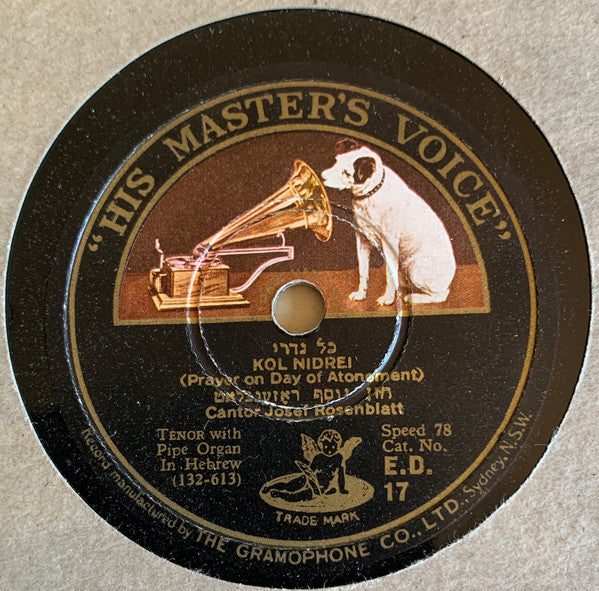 "HIS MASTER'S VOICE"
כל נדרי
KOL NIDREI
(Prayer on Day of Atonement)
חזן יוסף ראזענבלאט
Cantor Josef Rosenblatt
TENOR with
Pipe Organ
In Hebrew
(132-613)
Speed 78
Cat. No.
E.D.
17
TRADE MARK
Record manufactured by THE GRAMOPHONE CO., LTD., Sydney, N.S.W.